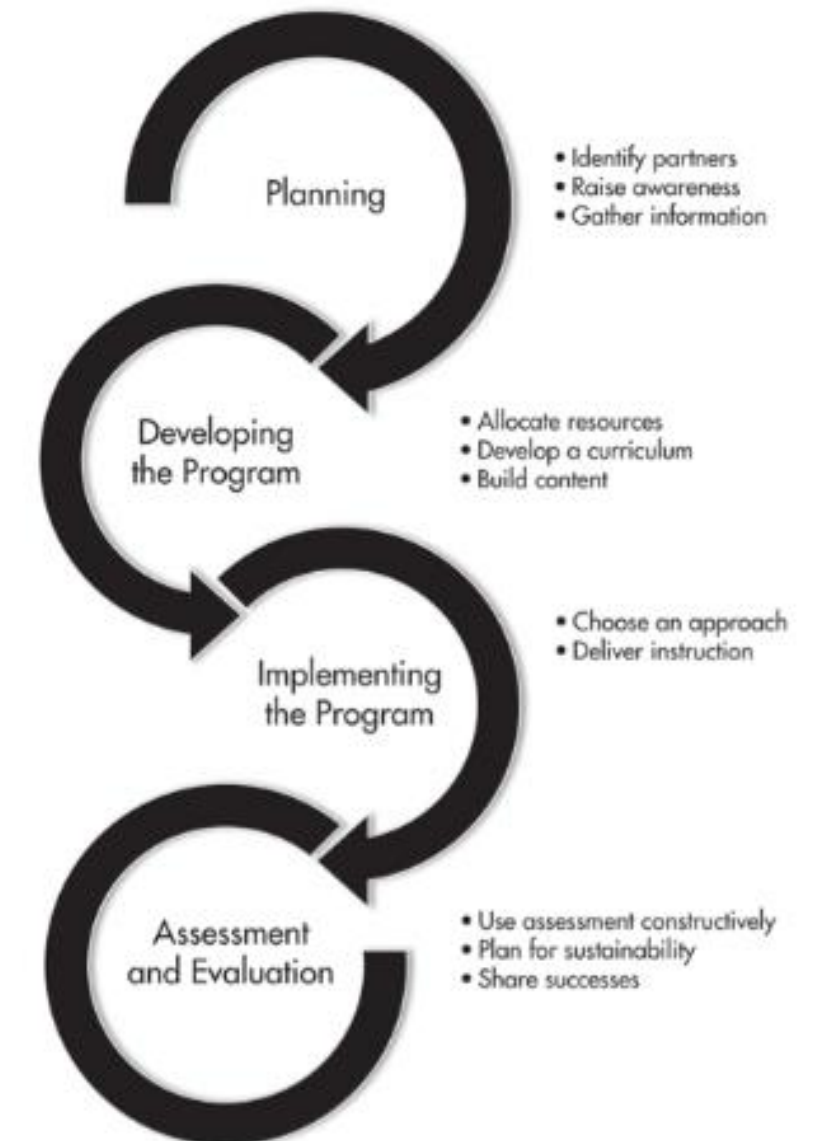 Planning
• Identify partners
• Raise awareness
• Gather information
Developing
the Program
• Allocate resources
• Develop a curriculum
• Build content
Implementing
the Program
• Choose an approach
• Deliver instruction
Assessment
and Evaluation
• Use assessment constructively
• Plan for sustainability
• Share successes